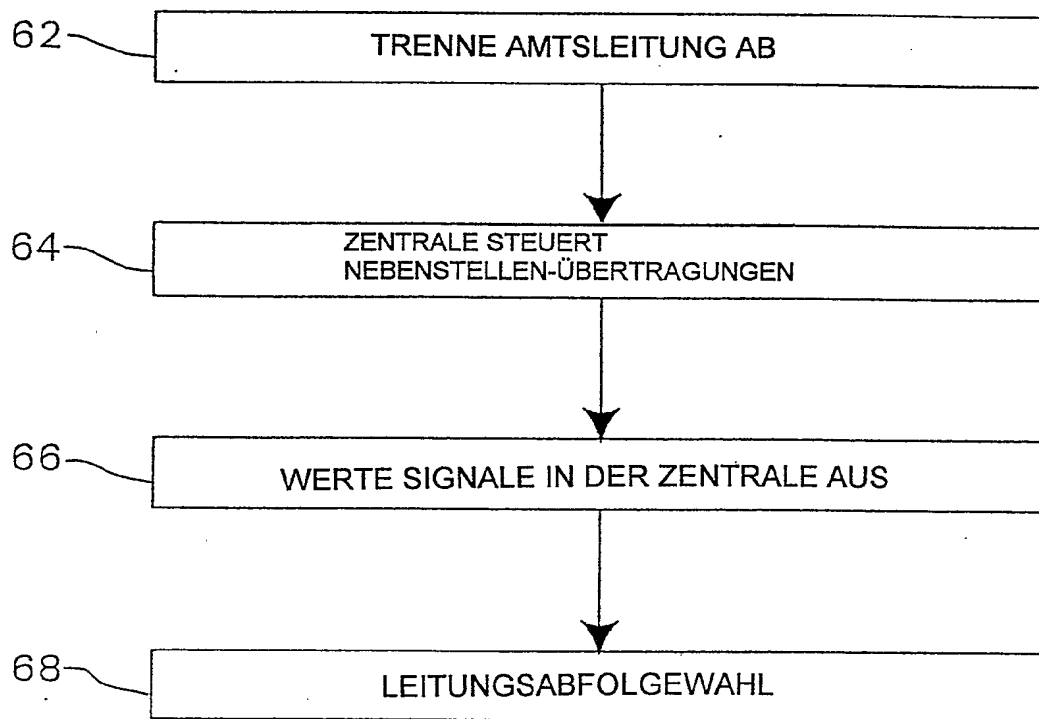 62
TRENNE AMTSLEITUNG AB
64
ZENTRALE STEUERT
NEBENSTELLEN-ÜBERTRAGUNGEN
66
WERTE SIGNALE IN DER ZENTRALE AUS
68
LEITUNGSABFOLGEWAHL